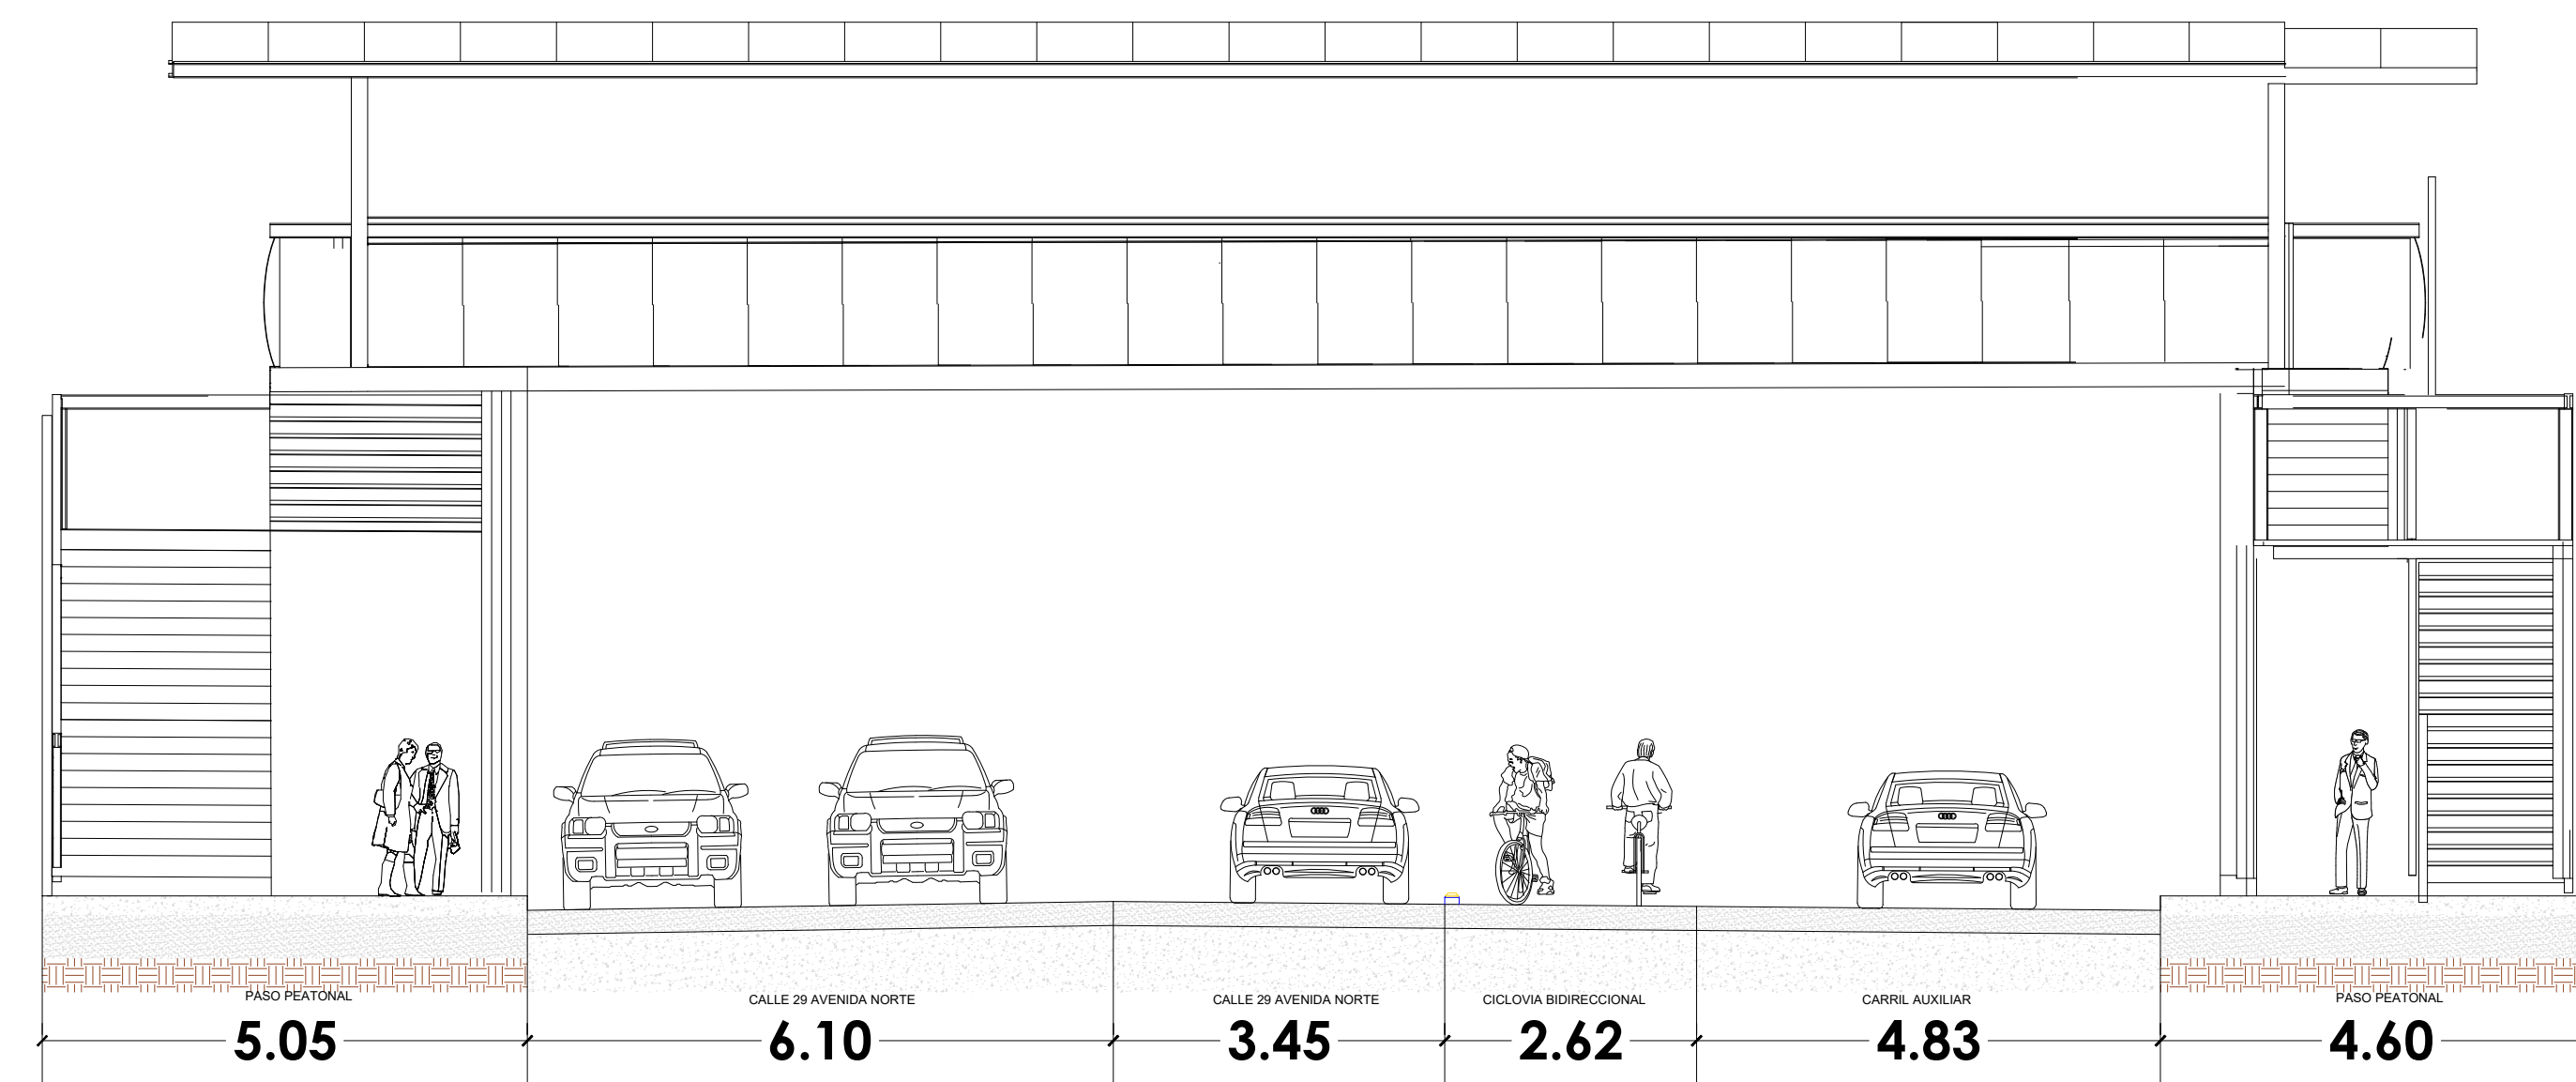 PASO PEATONAL
CALLE 29 AVENIDA NORTE
CALLE 29 AVENIDA NORTE
CICLOVIA BIDIRECCIONAL
CARRIL AUXILIAR
PASO PEATONAL
5.05
6.10
3.45
2.62
4.83
4.60